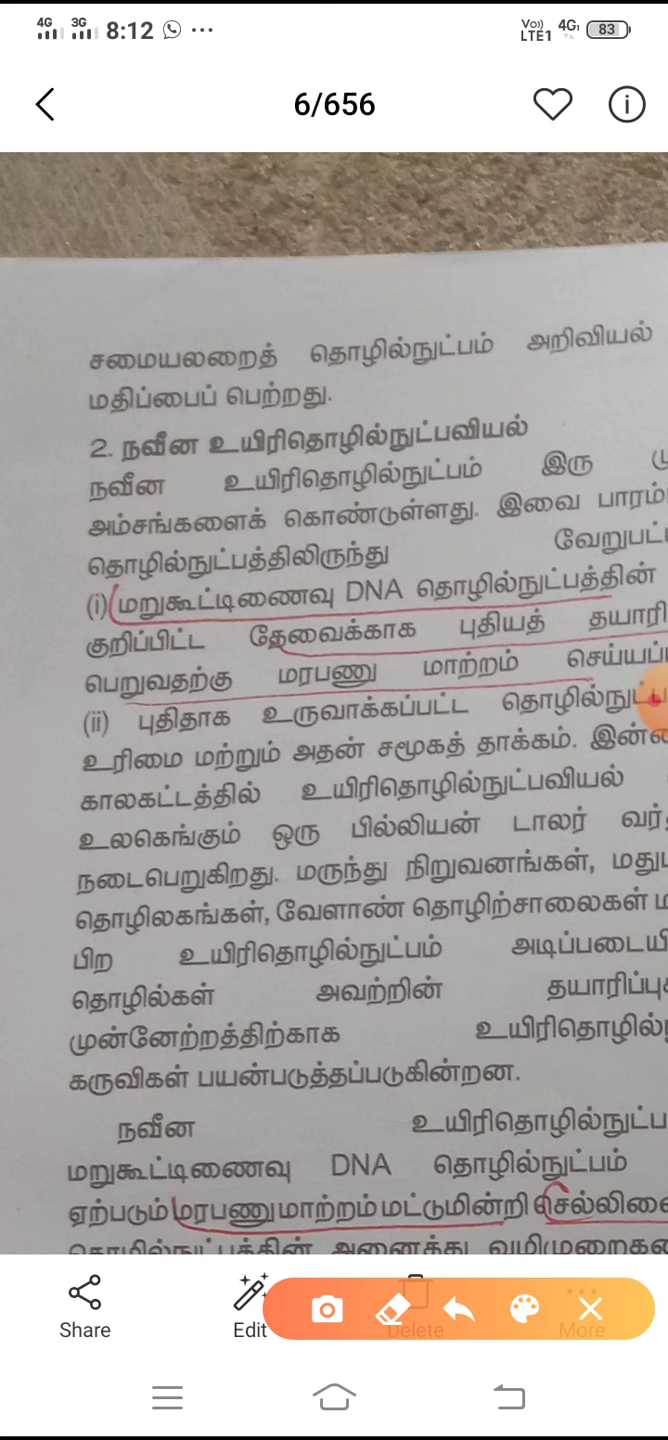 4G 3G 8:12 Vo)) LTE1 4G 83
6/656
சமையலறைத் தொழில்நுட்பம் அறிவியல்
மதிப்பைப் பெற்றது.
2. நவீன உயிரிதொழில்நுட்பவியல்
நவீன உயிரிதொழில்நுட்பம் இரு
அம்சங்களைக் கொண்டுள்ளது. இவை
தொழில்நுட்பத்திலிருந்து
(i) மறுகூட்டிணைவு DNA தொழில்நுட்பத்தின்
குறிப்பிட்ட தேவைக்காக புதியத்
பெறுவதற்கு மரபணு மாற்றம்
(ii) புதிதாக உருவாக்கப்பட்ட
உரிமை மற்றும் அதன் சமூகத் தாக்கம்.
காலகட்டத்தில் உயிரிதொழில்நுட்பவியல்
உலகெங்கும் ஒரு பில்லியன் டாலர்
நடைபெறுகிறது. மருந்து நிறுவனங்கள்,
தொழிலகங்கள், வேளாண் தொழிற்சாலைகள்
பிற உயிரிதொழில்நுட்பம்
தொழில்கள் அவற்றின்
முன்னேற்றத்திற்காக
கருவிகள் பயன்படுத்தப்படுகின்றன.
நவீன
மறுகூட்டிணைவு DNA தொழில்நுட்பம்
ஏற்படும் மரபணுமாற்றம் மட்டுமின்றி
Share Edit Delete More